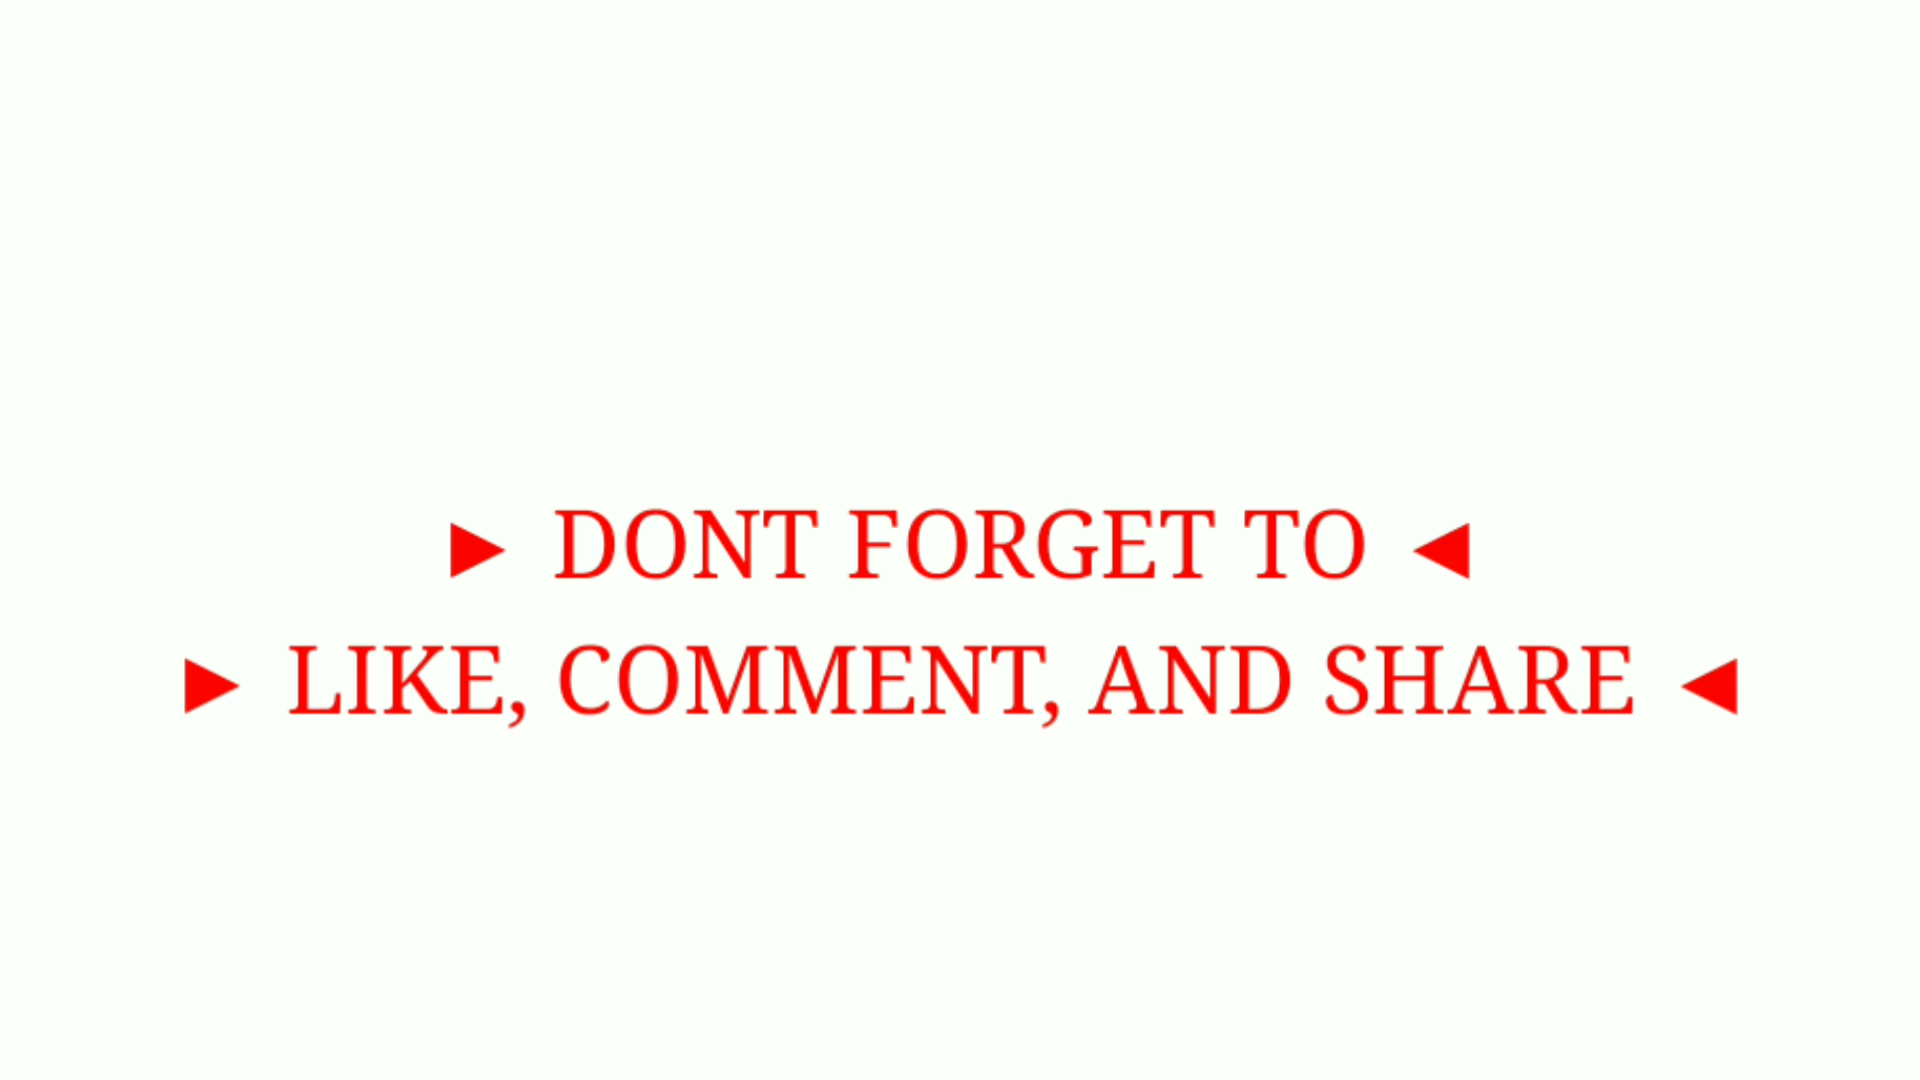 ► DONT FORGET TO ◄
► LIKE, COMMENT, AND SHARE ◄